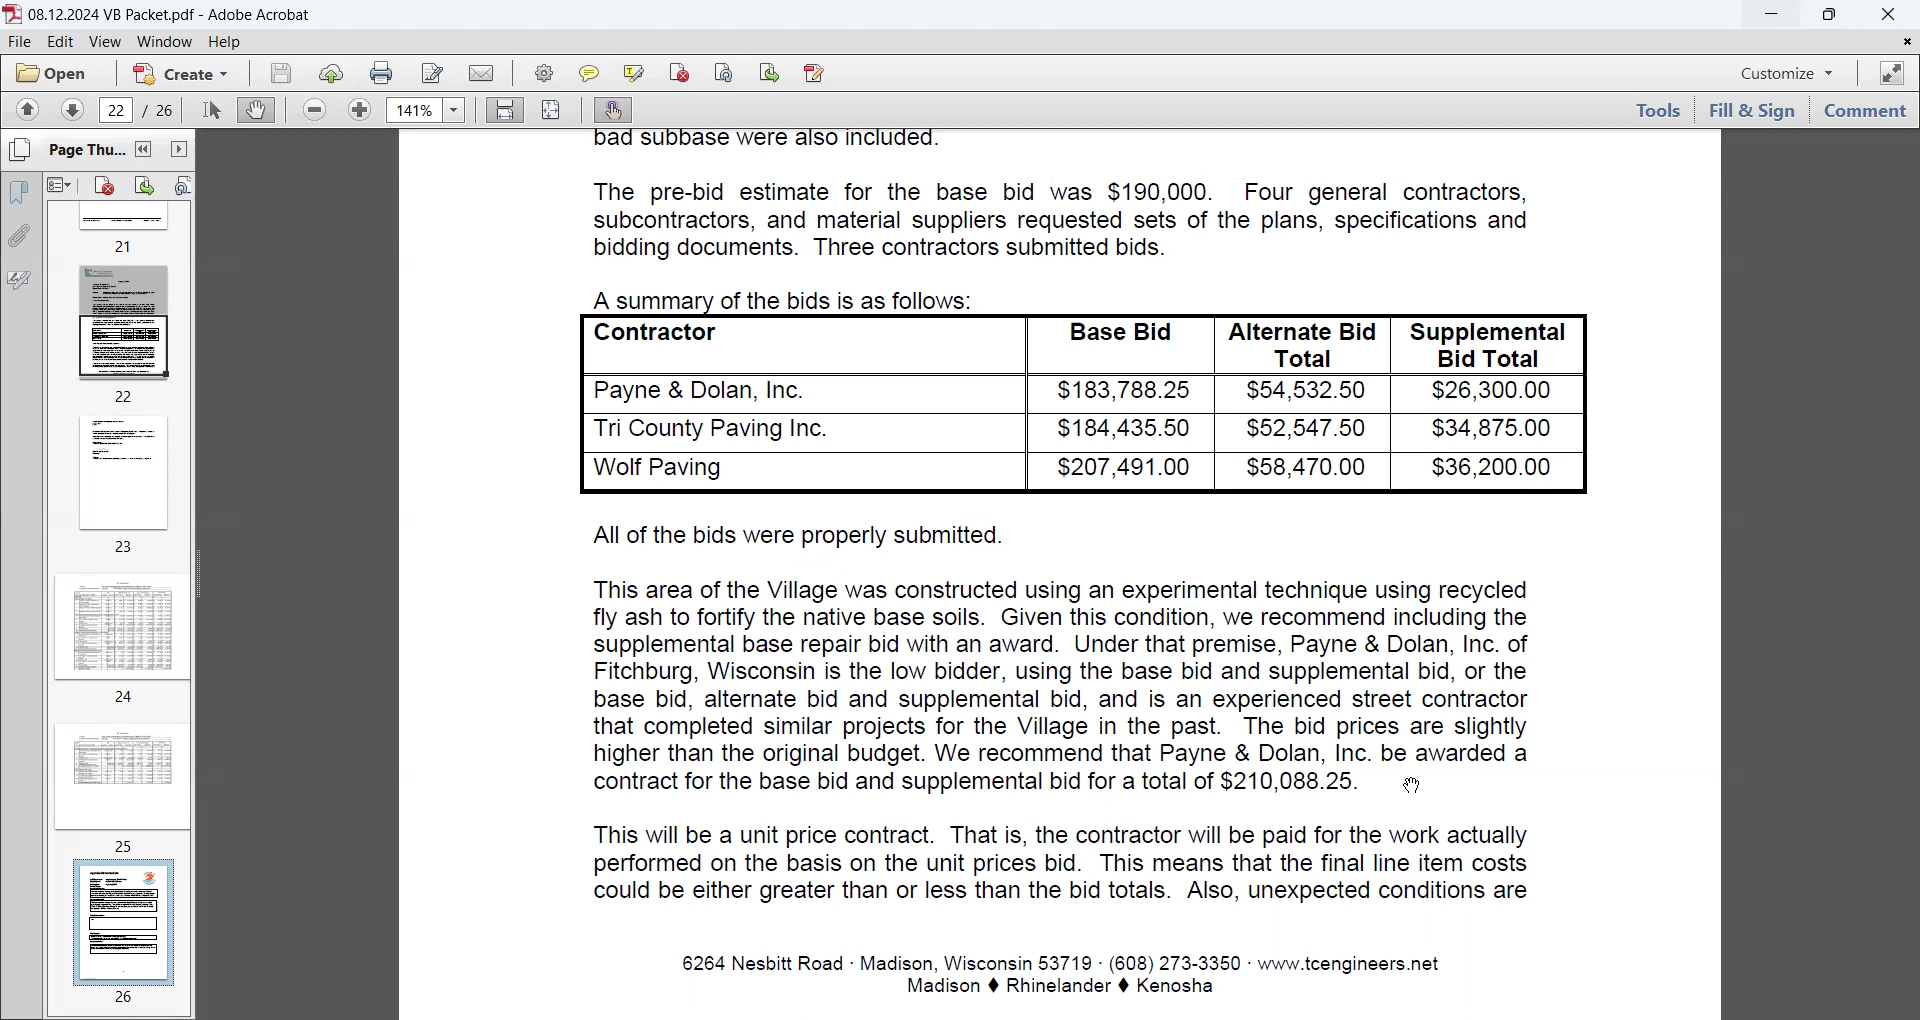 08.12.2024 VB Packet.pdf - Adobe Acrobat
File Edit View Window Help
Open Create Customize
22 / 26 141% Tools Fill & Sign Comment
Page Thu...
21
22
23
24
25
26
bad subbase were also included.
The pre-bid estimate for the base bid was $190,000. Four general contractors,
subcontractors, and material suppliers requested sets of the plans, specifications and
bidding documents. Three contractors submitted bids.
A summary of the bids is as follows:
Contractor Base Bid Alternate Bid Total Supplemental Bid Total
Payne & Dolan, Inc. $183,788.25 $54,532.50 $26,300.00
Tri County Paving Inc. $184,435.50 $52,547.50 $34,875.00
Wolf Paving $207,491.00 $58,470.00 $36,200.00
All of the bids were properly submitted.
This area of the Village was constructed using an experimental technique using recycled
fly ash to fortify the native base soils. Given this condition, we recommend including the
supplemental base repair bid with an award. Under that premise, Payne & Dolan, Inc. of
Fitchburg, Wisconsin is the low bidder, using the base bid and supplemental bid, or the
base bid, alternate bid and supplemental bid, and is an experienced street contractor
that completed similar projects for the Village in the past. The bid prices are slightly
higher than the original budget. We recommend that Payne & Dolan, Inc. be awarded a
contract for the base bid and supplemental bid for a total of $210,088.25.
This will be a unit price contract. That is, the contractor will be paid for the work actually
performed on the basis on the unit prices bid. This means that the final line item costs
could be either greater than or less than the bid totals. Also, unexpected conditions are
6264 Nesbitt Road · Madison, Wisconsin 53719 · (608) 273-3350 · www.tcengineers.net
Madison ♦ Rhinelander ♦ Kenosha